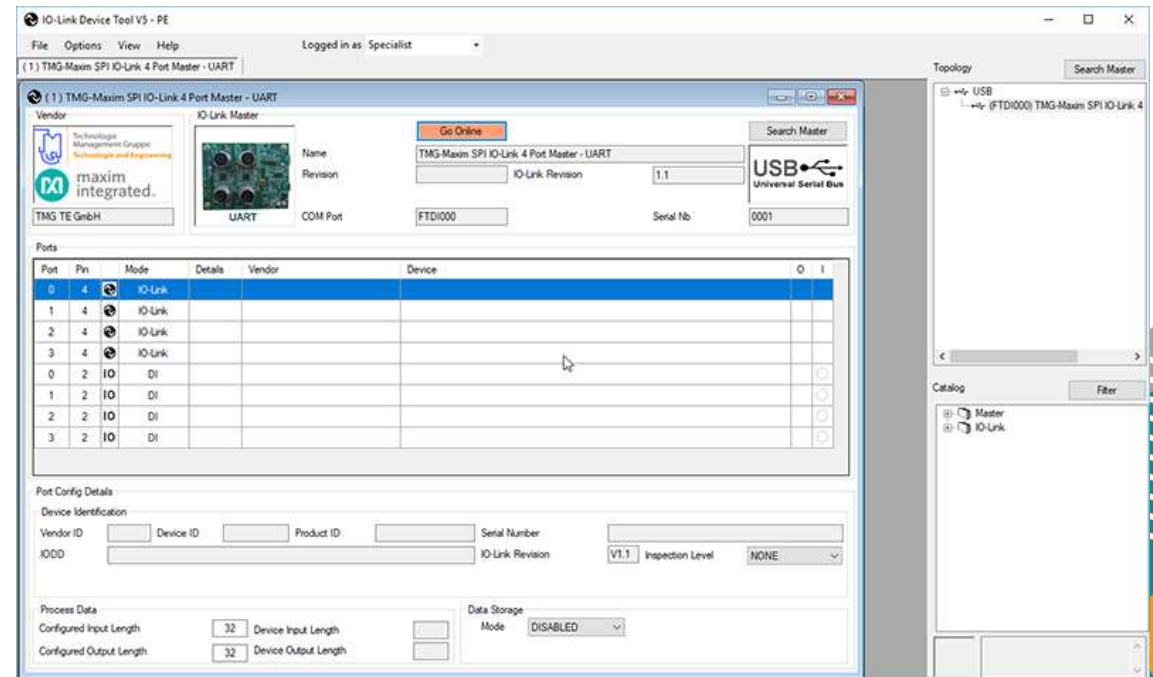 IO-Link Device Tool V5 - PE
File Options View Help Logged in as Specialist
(1) TMG-Maxim SPI IO-Link 4 Port Master - UART
Topology Search Master
USB
(FTDI000) TMG-Maxim SPI IO-Link 4
(1) TMG-Maxim SPI IO-Link 4 Port Master - UART
Vendor IO-Link Master
Technologie
Management Gruppe
Technologie und Engineering
maxim
integrated.
TMG TE GmbH
UART
Go Online Search Master
Name TMG-Maxim SPI IO-Link 4 Port Master - UART
Revision IO-Link Revision 1.1
USB
Universal Serial Bus
COM Port FTDI000 Serial Nb 0001
Ports
Port Pin Mode Details Vendor Device O I
0 4 IO-Link
1 4 IO-Link
2 4 IO-Link
3 4 IO-Link
0 2 IO DI
1 2 IO DI
2 2 IO DI
3 2 IO DI
Catalog Filter
Master
IO-Link
Port Config Details
Device Identification
Vendor ID Device ID Product ID Serial Number
IODD IO-Link Revision V1.1 Inspection Level NONE
Process Data Data Storage
Configured Input Length 32 Device Input Length Mode DISABLED
Configured Output Length 32 Device Output Length